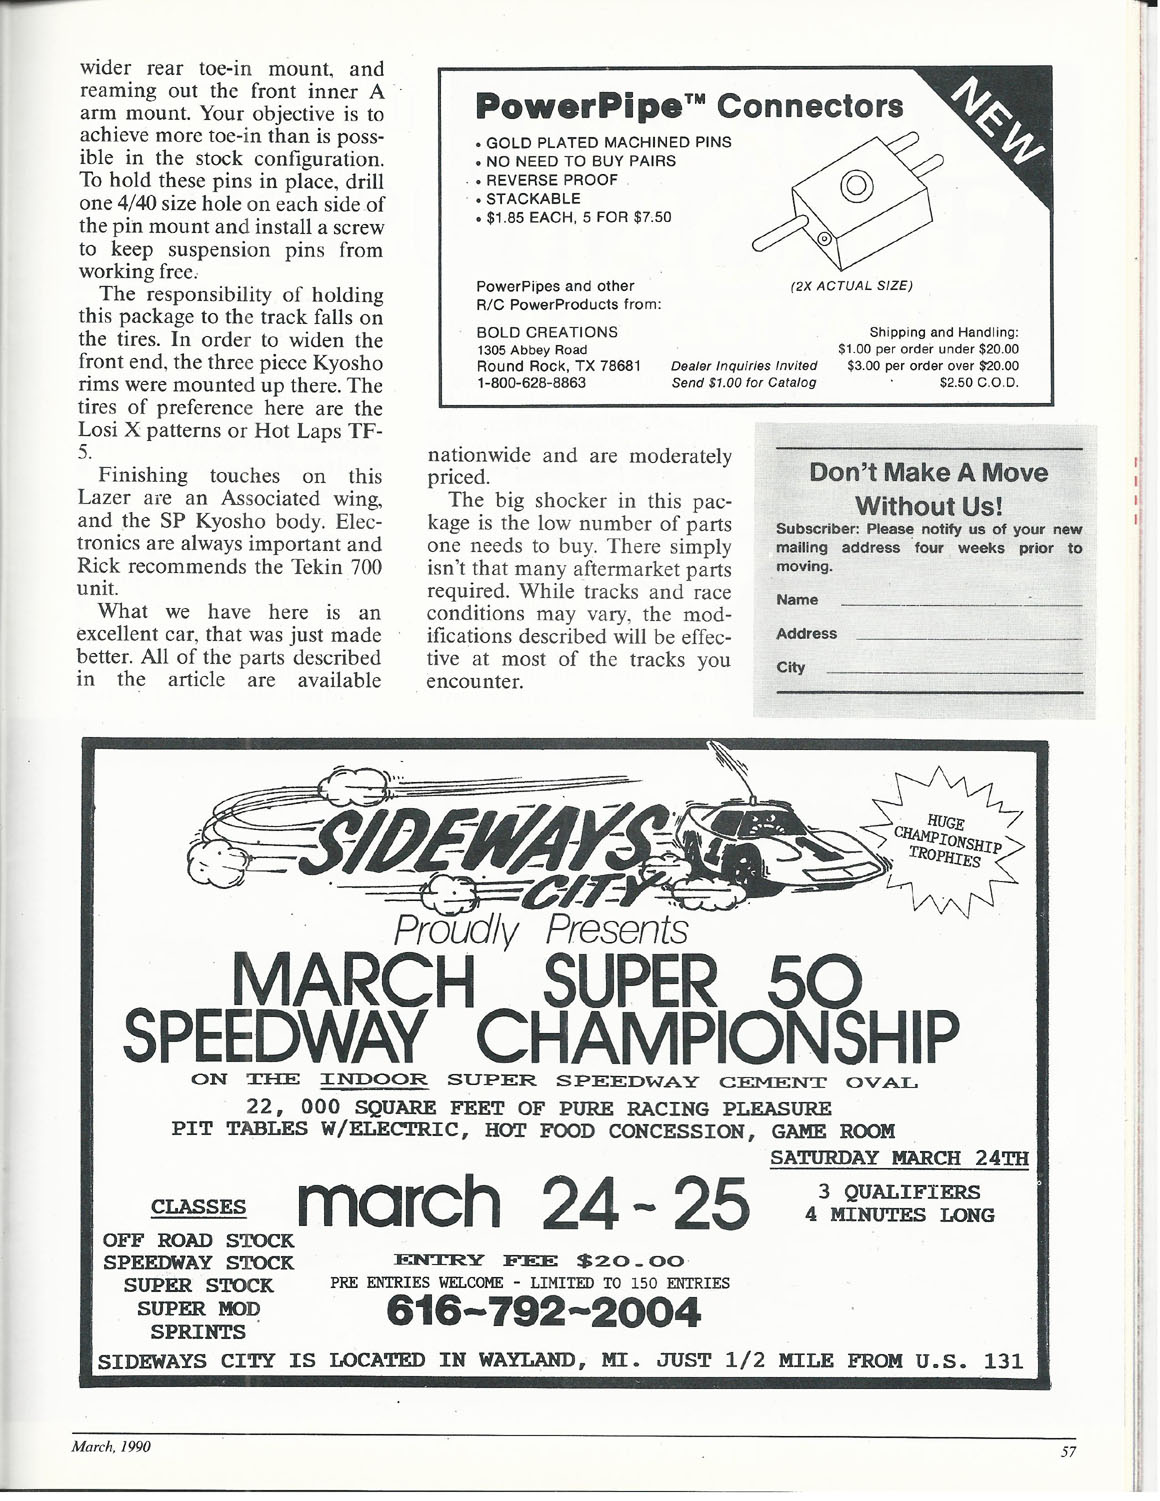 wider rear toe-in mount, and
reaming out the front inner A
arm mount. Your objective is to
achieve more toe-in than is poss-
ible in the stock configuration.
To hold these pins in place, drill
one 4/40 size hole on each side of
the pin mount and install a screw
to keep suspension pins from
working free.
The responsibility of holding
this package to the track falls on
the tires. In order to widen the
front end, the three piece Kyosho
rims were mounted up there. The
tires of preference here are the
Losi X patterns or Hot Laps TF-
5.
Finishing touches on this
Lazer are an Associated wing,
and the SP Kyosho body. Elec-
tronics are always important and
Rick recommends the Tekin 700
unit.
What we have here is an
excellent car, that was just made
better. All of the parts described
in the article are available
nationwide and are moderately
priced.
The big shocker in this pac-
kage is the low number of parts
one needs to buy. There simply
isn't that many aftermarket parts
required. While tracks and race
conditions may vary, the mod-
ifications described will be effec-
tive at most of the tracks you
encounter.
PowerPipe™ Connectors
NEW
• GOLD PLATED MACHINED PINS
• NO NEED TO BUY PAIRS
• REVERSE PROOF
• STACKABLE
• $1.85 EACH, 5 FOR $7.50
(2X ACTUAL SIZE)
PowerPipes and other
R/C PowerProducts from:
BOLD CREATIONS
1305 Abbey Road
Round Rock, TX 78681
1-800-628-8863
Dealer Inquiries Invited
Send $1.00 for Catalog
Shipping and Handling:
$1.00 per order under $20.00
$3.00 per order over $20.00
$2.50 C.O.D.
Don't Make A Move
Without Us!
Subscriber: Please notify us of your new
mailing address four weeks prior to
moving.
Name
Address
City
SIDEWAYS
CITY
1
1
HUGE
CHAMPIONSHIP
TROPHIES
Proudly Presents
MARCH SUPER 50
SPEEDWAY CHAMPIONSHIP
ON THE INDOOR SUPER SPEEDWAY CEMENT OVAL
22, 000 SQUARE FEET OF PURE RACING PLEASURE
PIT TABLES W/ELECTRIC, HOT FOOD CONCESSION, GAME ROOM
SATURDAY MARCH 24TH
3 QUALIFIERS
4 MINUTES LONG
march 24~25
CLASSES
OFF ROAD STOCK
SPEEDWAY STOCK
SUPER STOCK
SUPER MOD
SPRINTS
ENTRY FEE $20.00
PRE ENTRIES WELCOME - LIMITED TO 150 ENTRIES
616~792~2004
SIDEWAYS CITY IS LOCATED IN WAYLAND, MI. JUST 1/2 MILE FROM U.S. 131
March, 1990
57